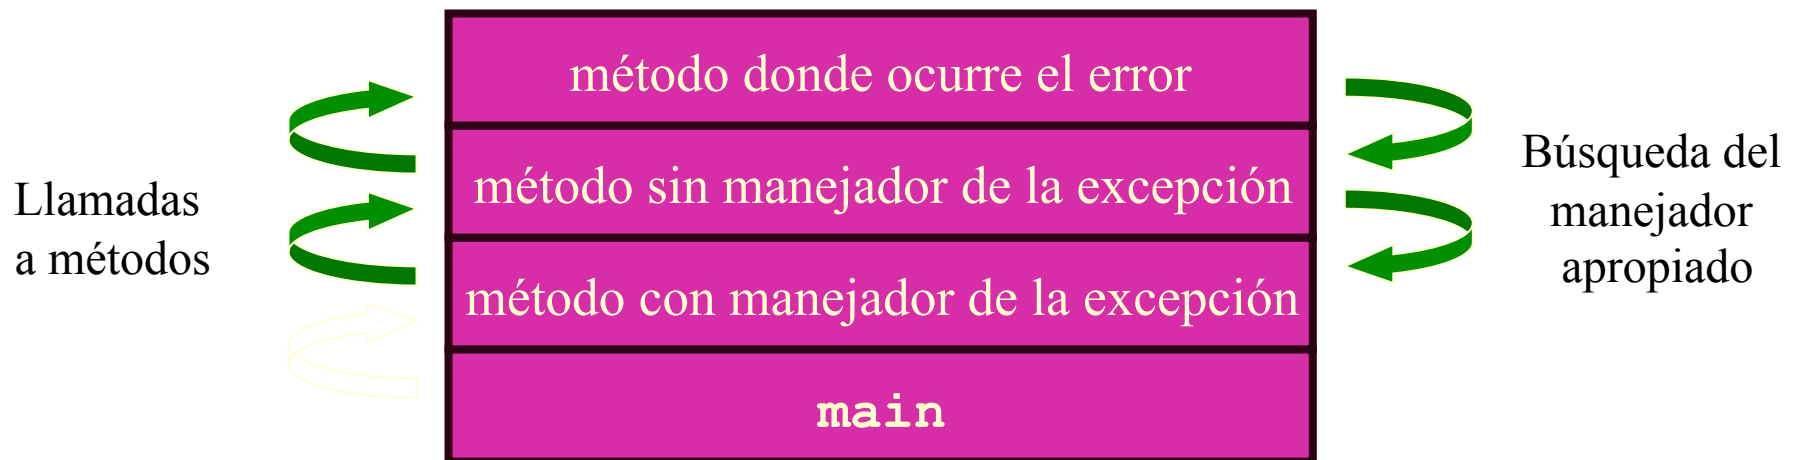 método donde ocurre el error
método sin manejador de la excepción
método con manejador de la excepción
main
Llamadas
a métodos
Búsqueda del
manejador
apropiado